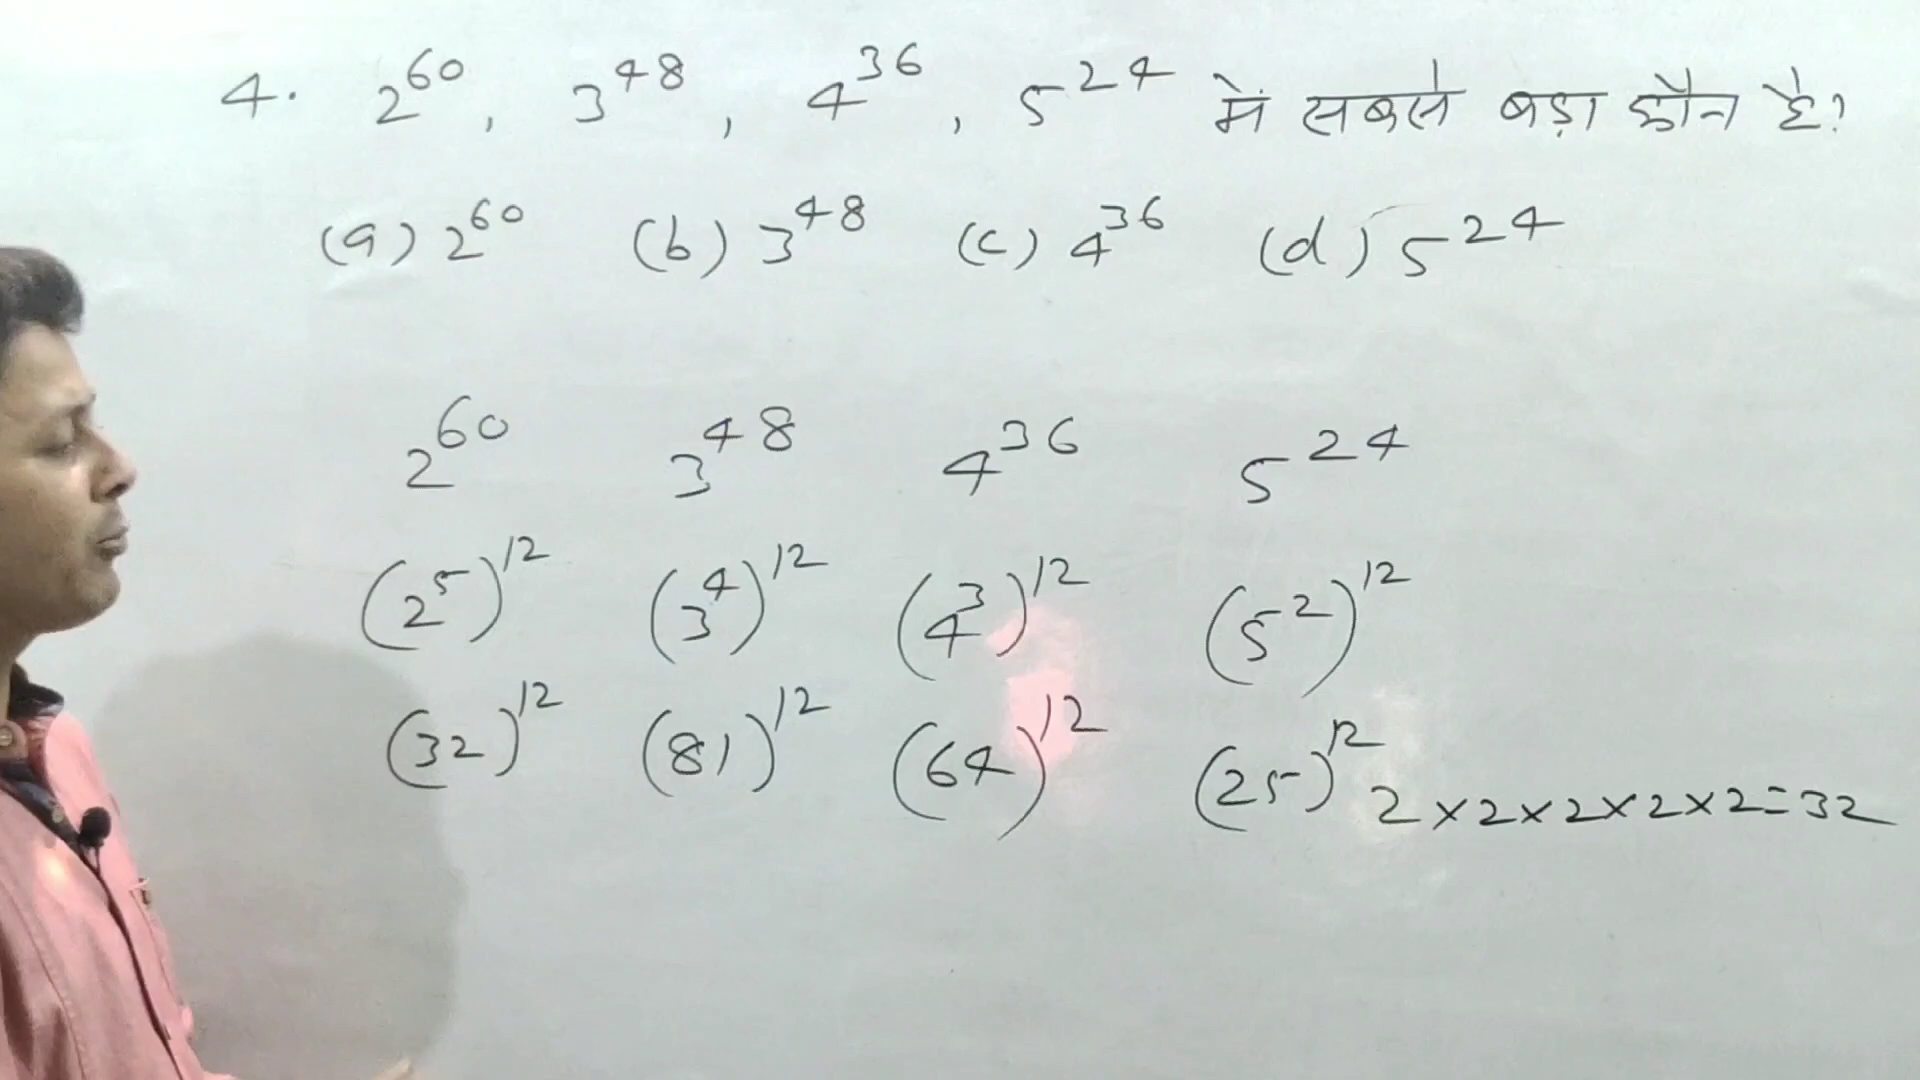 4. 2^60, 3^48, 4^36, 5^24 में सबसे बड़ा कौन है?
(a) 2^60 (b) 3^48 (c) 4^36 (d) 5^24
2^60 3^48 4^36 5^24
(2^5)^12 (3^4)^12 (4^3)^12 (5^2)^12
(32)^12 (81)^12 (64)^12 (25)^12 2×2×2×2×2=32